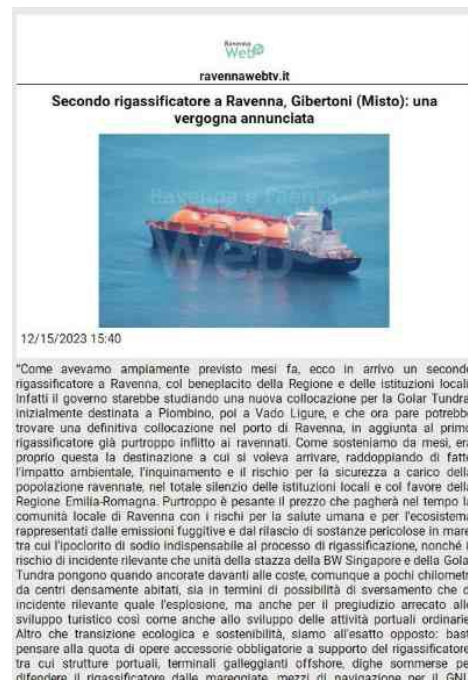 Ravenna
Web
ravennawebtv.it
Secondo rigassificatore a Ravenna, Gibertoni (Misto): una
vergogna annunciata
Ravenna e Faenza
Web
12/15/2023 15:40
"Come avevamo ampiamente previsto mesi fa, ecco in arrivo un secondo
rigassificatore a Ravenna, col beneplacito della Regione e delle istituzioni locali
Infatti il governo starebbe studiando una nuova collocazione per la Golar Tundra
inizialmente destinata a Piombino, poi a Vado Ligure, e che ora pare potrebbe
trovare una definitiva collocazione nel porto di Ravenna, in aggiunta al primo
rigassificatore già purtroppo inflitto ai ravennati. Come sosteniamo da mesi, era
proprio questa la destinazione a cui si voleva arrivare, raddoppiando di fatto
l'impatto ambientale, l'inquinamento e il rischio per la sicurezza a carico della
popolazione ravennate, nel totale silenzio delle istituzioni locali e col favore della
Regione Emilia-Romagna. Purtroppo è pesante il prezzo che pagherà nel tempo la
comunità locale di Ravenna con i rischi per la salute umana e per l'ecosistema
rappresentati dalle emissioni fuggitive e dal rilascio di sostanze pericolose in mare
tra cui l'ipoclorito di sodio indispensabile al processo di rigassificazione, nonché i
rischio di incidente rilevante che unità della stazza della BW Singapore e della Golar
Tundra pongono quando ancorate davanti alle coste, comunque a pochi chilometri
da centri densamente abitati, sia in termini di possibilità di sversamento che d
incidente rilevante quale l'esplosione, ma anche per il pregiudizio arrecato allo
sviluppo turistico così come anche allo sviluppo delle attività portuali ordinarie
Altro che transizione ecologica e sostenibilità, siamo all'esatto opposto: basti
pensare alla quota di opere accessorie obbligatorie a supporto del rigassificatore
tra cui strutture portuali, terminali galleggianti offshore, dighe sommerse per
difendere il rigassificatore dalle mareggiate, mezzi di navigazione per il GNL